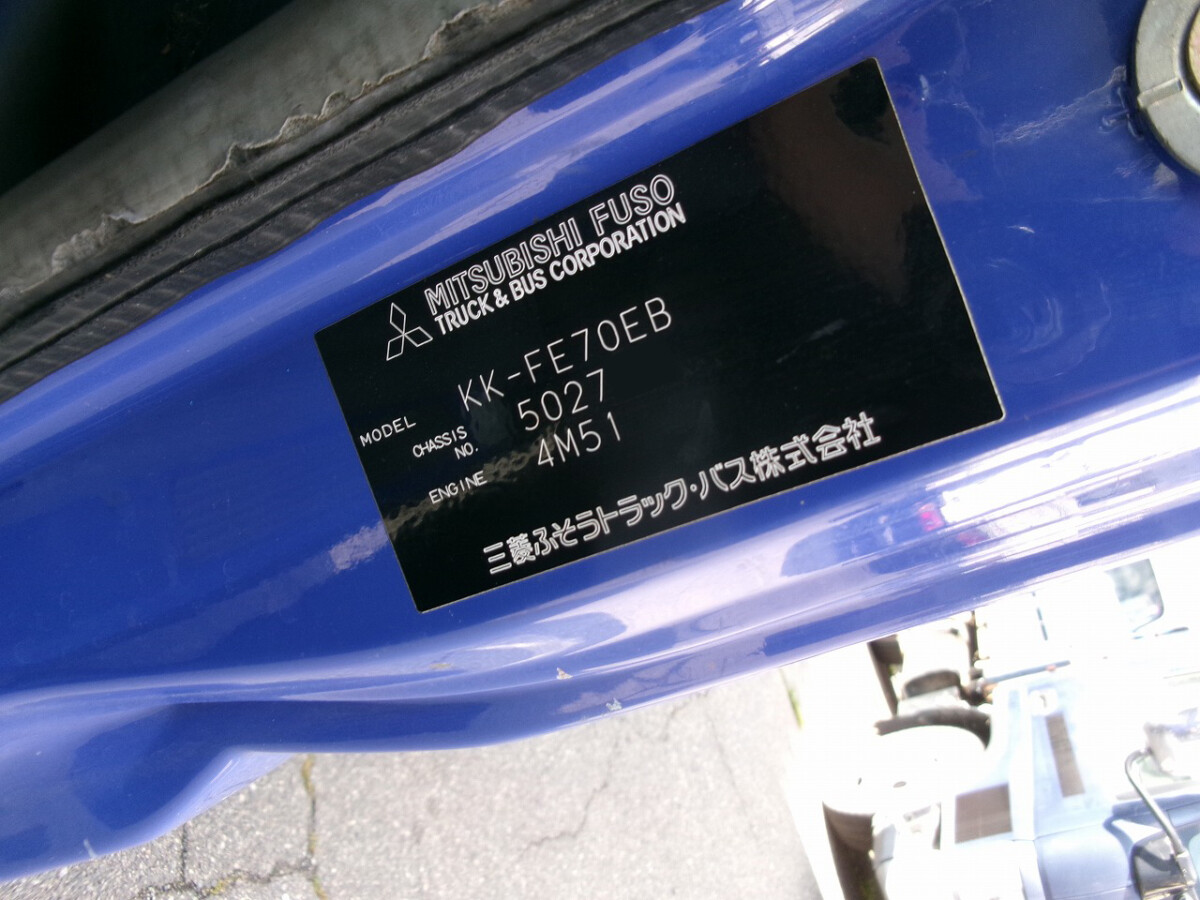 MITSUBISHI FUSO
TRUCK & BUS CORPORATION
MODEL KK-FE70EB
CHASSIS NO. 5027
ENGINE 4M51
三菱ふそうトラック・バス株式会社